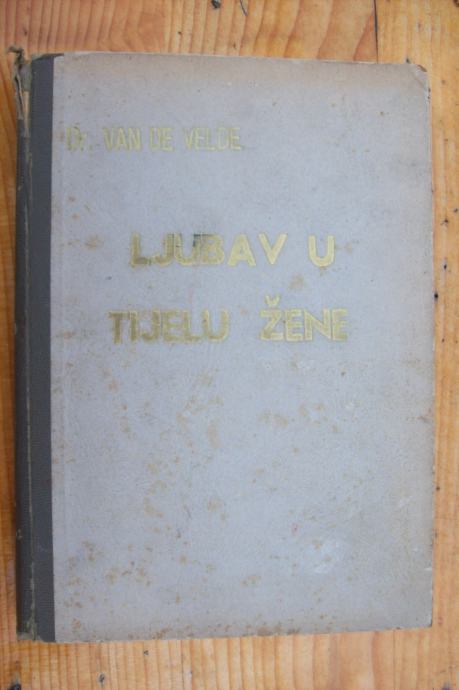 Dr. VAN DE VELDE
LJUBAV U
TIJELU ŽENE